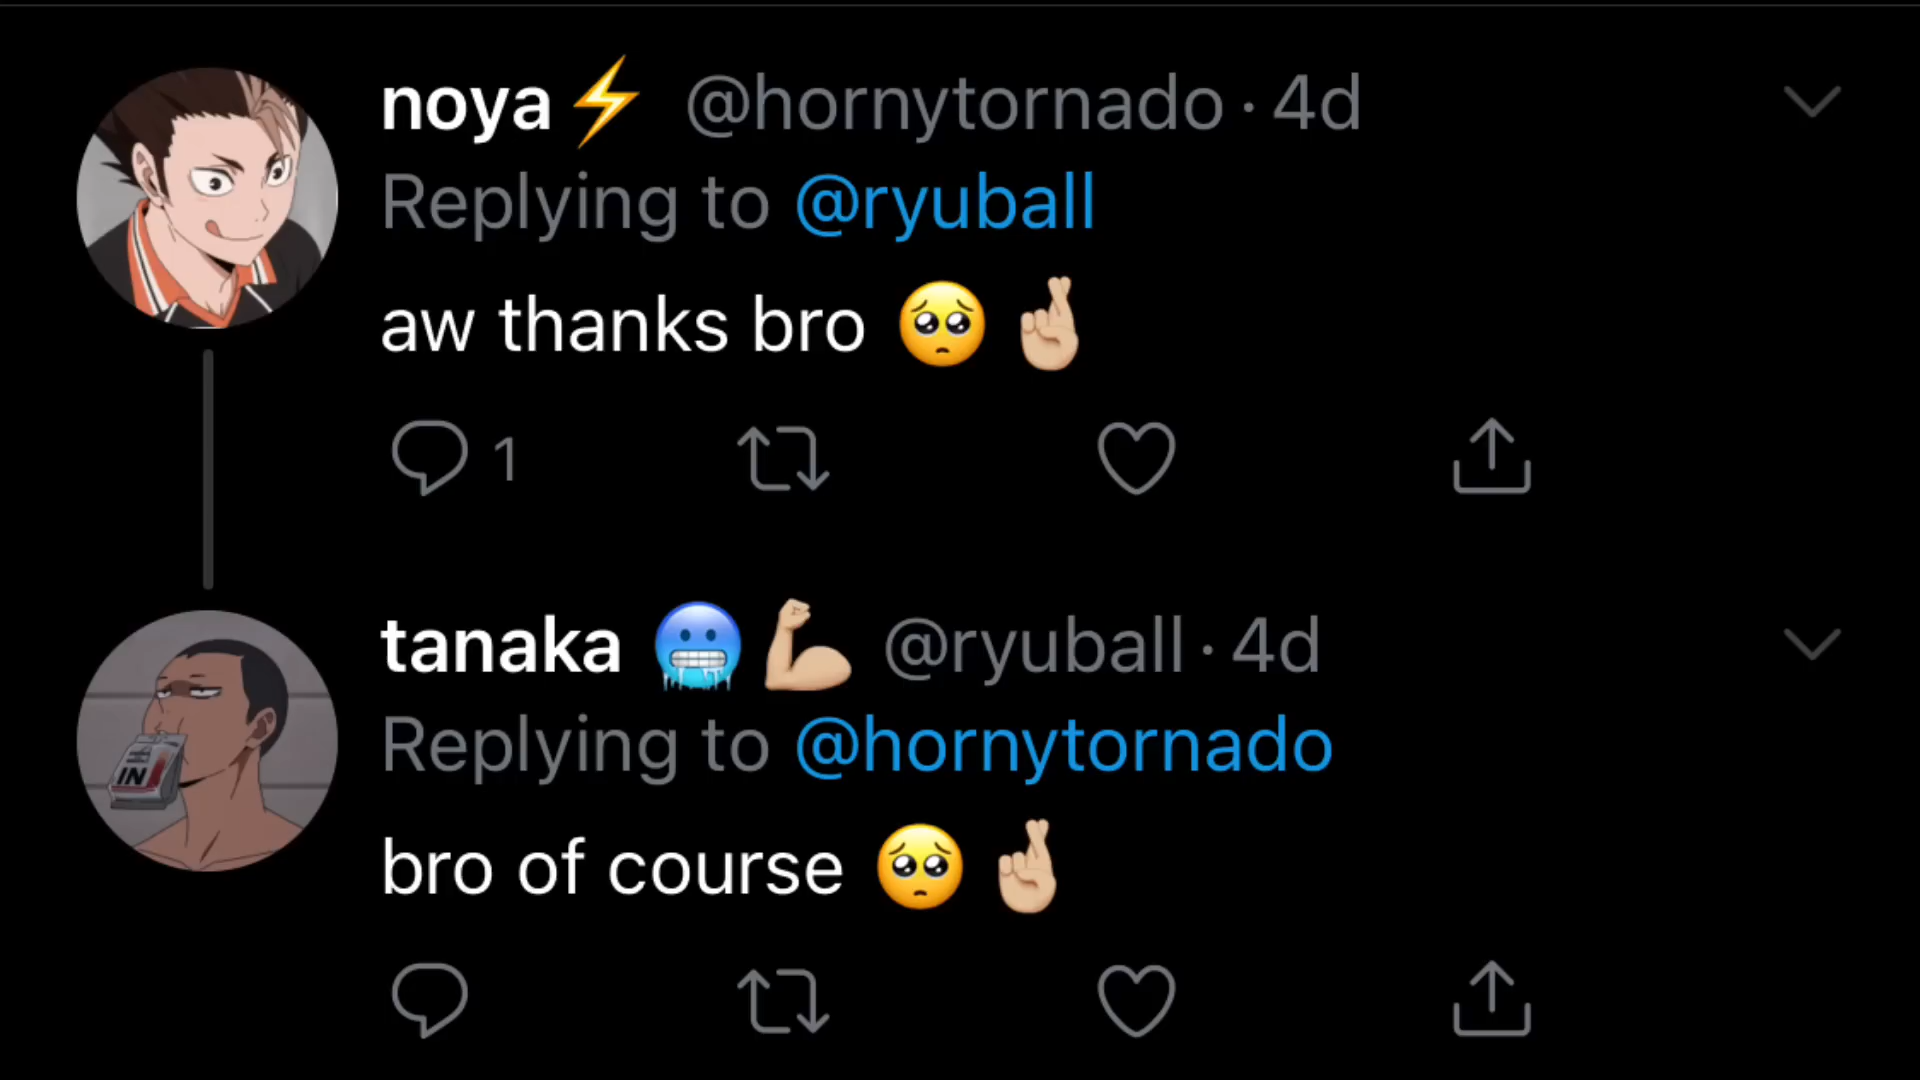 noya⚡ @hornytornado · 4d
Replying to @ryuball
aw thanks bro 🥺🤞🏼
1
tanaka 🥶💪🏼 @ryuball · 4d
Replying to @hornytornado
IN
bro of course 🥺🤞🏼